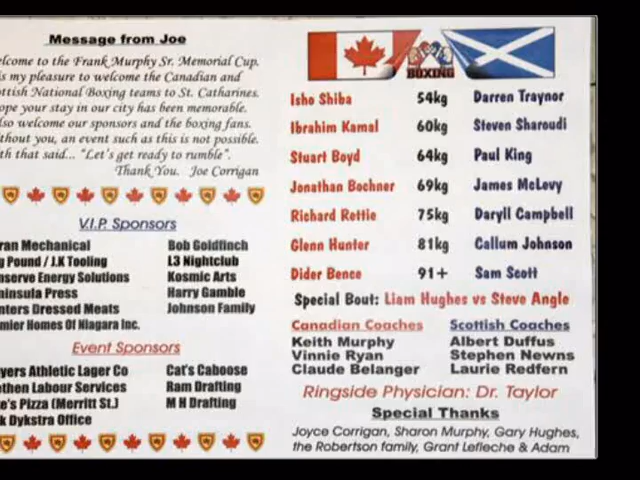 Message from Joe
elcome to the Frank Murphy Sr. Memorial Cup.
is my pleasure to welcome the Canadian and
ottish National Boxing teams to St. Catharines.
ope your stay in our city has been memorable.
lso welcome our sponsors and the boxing fans.
ithout you, an event such as this is not possible.
ith that said... "Let's get ready to rumble".
Thank You. Joe Corrigan
V.I.P. Sponsors
ran Mechanical Bob Goldfinch
g Pound / J.K Tooling L3 Nightclub
nserve Energy Solutions Kosmic Arts
ninsula Press Harry Gamble
nters Dressed Meats Johnson Family
mier Homes Of Niagara Inc.
Event Sponsors
yers Athletic Lager Co Cat's Caboose
ethen Labour Services Ram Drafting
e's Pizza (Merritt St.) M H Drafting
k Dykstra Office
BOXING
Isho Shiba 54kg Darren Traynor
Ibrahim Kamal 60kg Steven Sharoudi
Stuart Boyd 64kg Paul King
Jonathan Bochner 69kg James McLevy
Richard Rettie 75kg Daryll Campbell
Glenn Hunter 81kg Callum Johnson
Dider Bence 91+ Sam Scott
Special Bout: Liam Hughes vs Steve Angle
Canadian Coaches Scottish Coaches
Keith Murphy Albert Duffus
Vinnie Ryan Stephen Newns
Claude Belanger Laurie Redfern
Ringside Physician: Dr. Taylor
Special Thanks
Joyce Corrigan, Sharon Murphy, Gary Hughes,
the Robertson family, Grant Lefleche & Adam